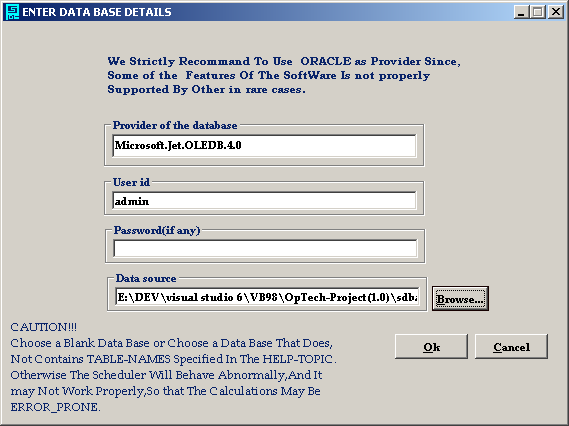 ENTER DATA BASE DETAILS
We Strictly Recommand To Use ORACLE as Provider Since,
Some of the Features Of The SoftWare Is not properly
Supported By Other in rare cases.
Provider of the database
Microsoft.Jet.OLEDB.4.0
User id
admin
Password(if any)
Data source
E:\DEV\visual studio 6\VB98\OpTech-Project(1.0)\sdb
Browse...
CAUTION!!!
Choose a Blank Data Base or Choose a Data Base That Does,
Not Contains TABLE-NAMES Specified In The HELP-TOPIC.
Otherwise The Scheduler Will Behave Abnormally,And It
may Not Work Properly,So that The Calculations May Be
ERROR_PRONE.
Ok
Cancel